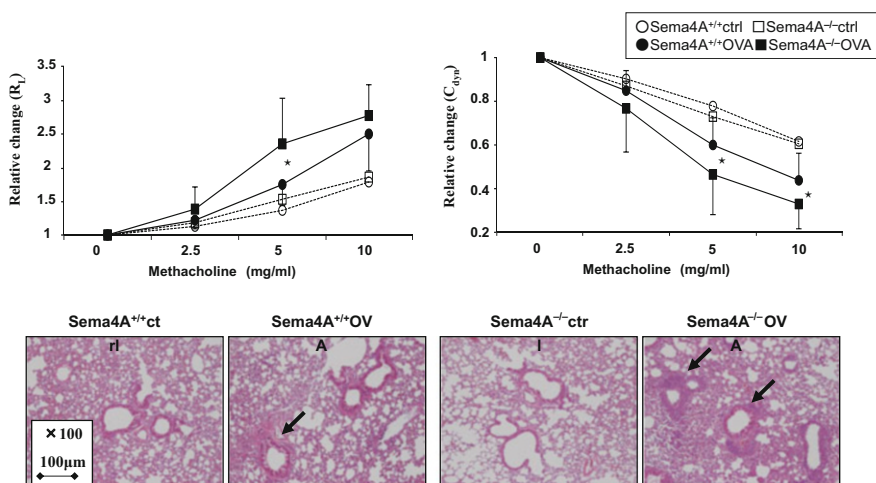 Sema4A+/+ctrl Sema4A–/–ctrl
Sema4A+/+OVA Sema4A–/–OVA
Relative change (RL)
3.5
3
2.5
2
1.5
1
0 2.5 5 10
Methacholine (mg/ml)
Relative change (Cdyn)
1
0.8
0.6
0.4
0.2
0 2.5 5 10
Methacholine (mg/ml)
Sema4A+/+ct
rl
Sema4A+/+OV
A
Sema4A–/–ctr
l
Sema4A–/–OV
A
× 100
100μm